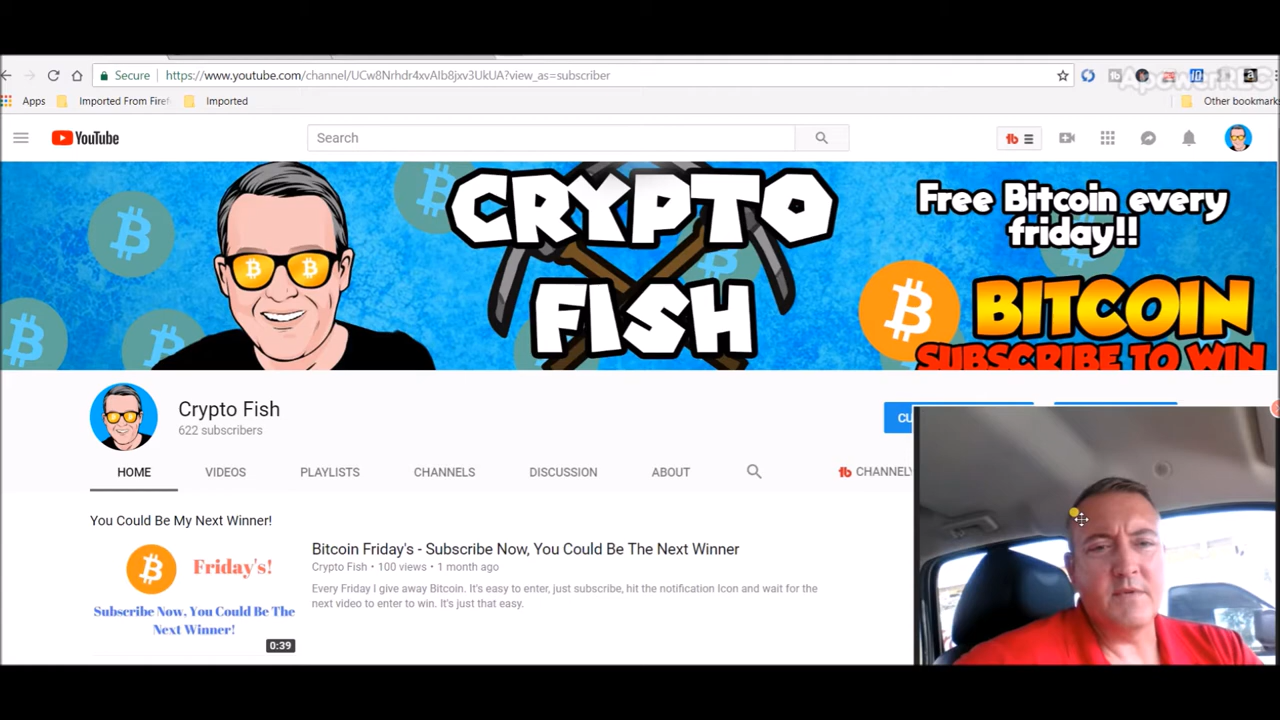 Secure https://www.youtube.com/channel/UCw8Nrhdr4xvAIb8jxv3UkUA?view_as=subscriber
ApowerREC
Apps Imported From Firef Imported Other bookmarks
YouTube Search
CRYPTO
FISH
Free Bitcoin every
friday!!
BITCOIN
SUBSCRIBE TO WIN
Crypto Fish
622 subscribers
CU
HOME VIDEOS PLAYLISTS CHANNELS DISCUSSION ABOUT CHANNELY
You Could Be My Next Winner!
Friday's!
Subscribe Now, You Could Be The
Next Winner!
0:39
Bitcoin Friday's - Subscribe Now, You Could Be The Next Winner
Crypto Fish • 100 views • 1 month ago
Every Friday I give away Bitcoin. It's easy to enter, just subscribe, hit the notification Icon and wait for the
next video to enter to win. It's just that easy.